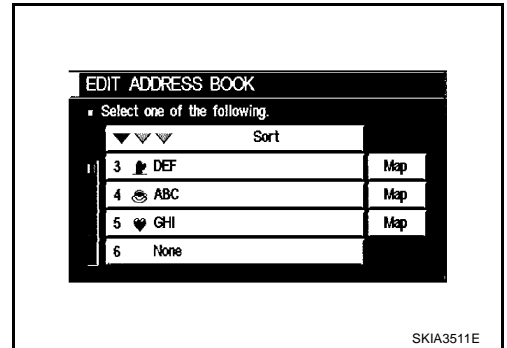 EDIT ADDRESS BOOK
Select one of the following.
Sort
3 DEF Map
4 ABC Map
5 GHI Map
6 None
SKIA3511E